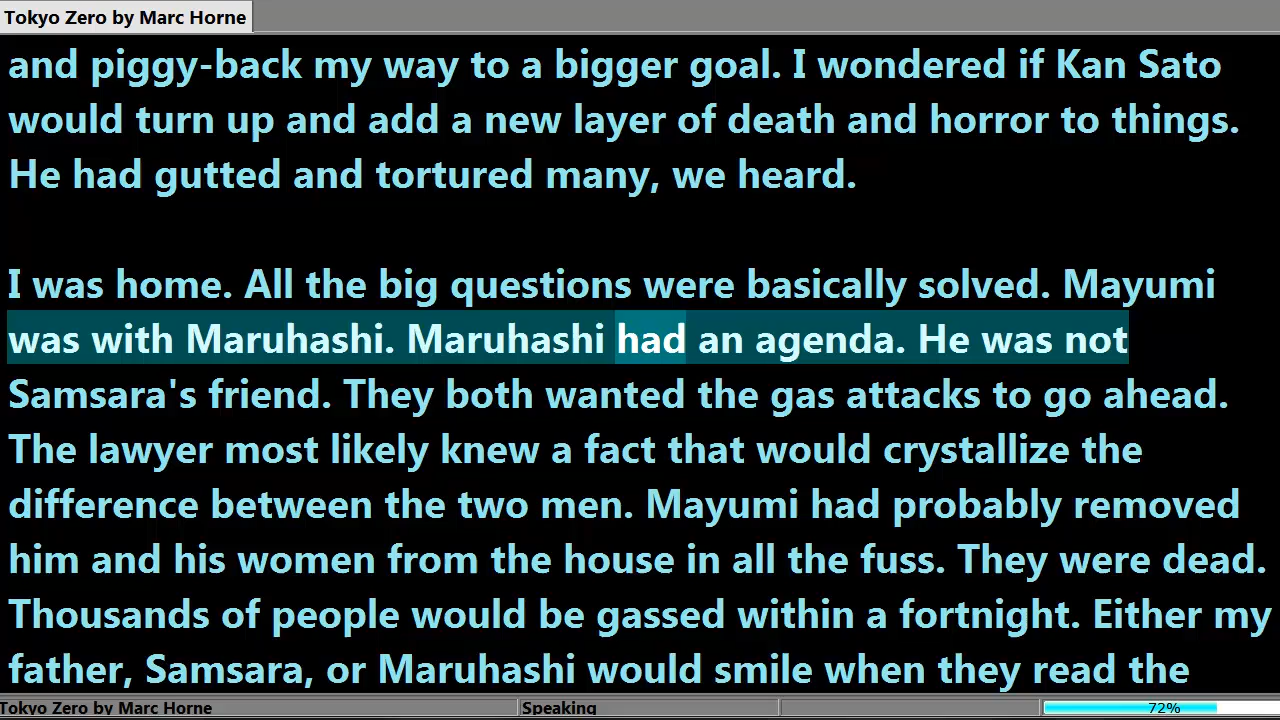 Tokyo Zero by Marc Horne
and piggy-back my way to a bigger goal. I wondered if Kan Sato
would turn up and add a new layer of death and horror to things.
He had gutted and tortured many, we heard.
I was home. All the big questions were basically solved. Mayumi
was with Maruhashi. Maruhashi had an agenda. He was not
Samsara's friend. They both wanted the gas attacks to go ahead.
The lawyer most likely knew a fact that would crystallize the
difference between the two men. Mayumi had probably removed
him and his women from the house in all the fuss. They were dead.
Thousands of people would be gassed within a fortnight. Either my
father, Samsara, or Maruhashi would smile when they read the
Tokyo Zero by Marc Horne Speaking 72%